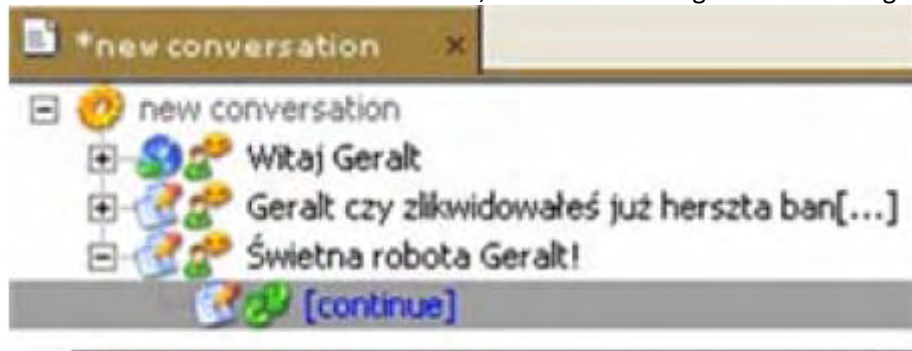 *new conversation ×
new conversation
Witaj Geralt
Geralt czy zlikwidowałeś już herszta ban[...]
Świetna robota Geralt!
[continue]